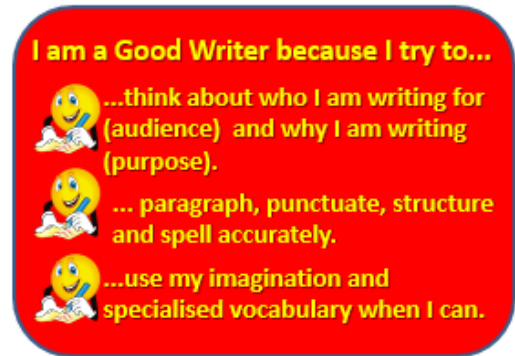 I am a Good Writer because I try to...
...think about who I am writing for
(audience) and why I am writing
(purpose).
... paragraph, punctuate, structure
and spell accurately.
...use my imagination and
specialised vocabulary when I can.